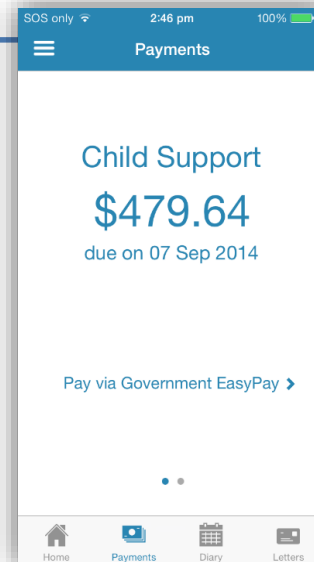 SOS only 2:46 pm 100%
Payments
Child Support
$479.64
due on 07 Sep 2014
Pay via Government EasyPay
Home Payments Diary Letters